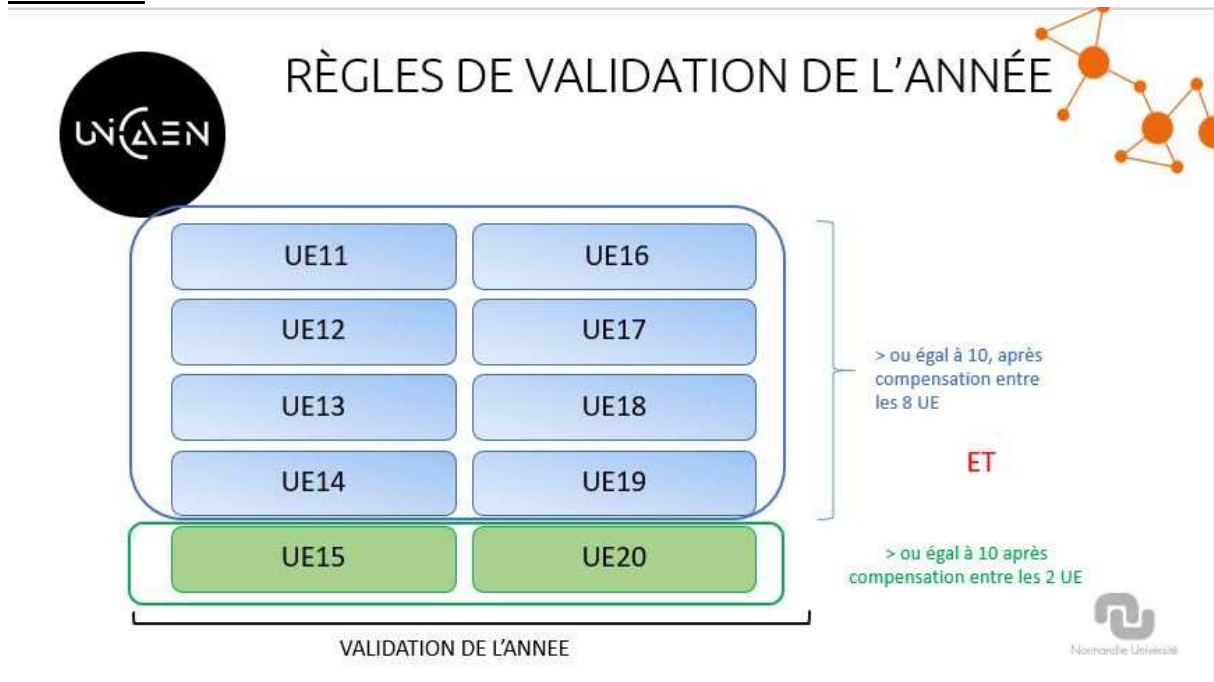 RÈGLES DE VALIDATION DE L'ANNÉE
UNICAEN
UE11
UE16
UE12
UE17
UE13
UE18
UE14
UE19
UE15
UE20
> ou égal à 10, après
compensation entre
les 8 UE
ET
> ou égal à 10 après
compensation entre les 2 UE
VALIDATION DE L'ANNEE
Normandie Université